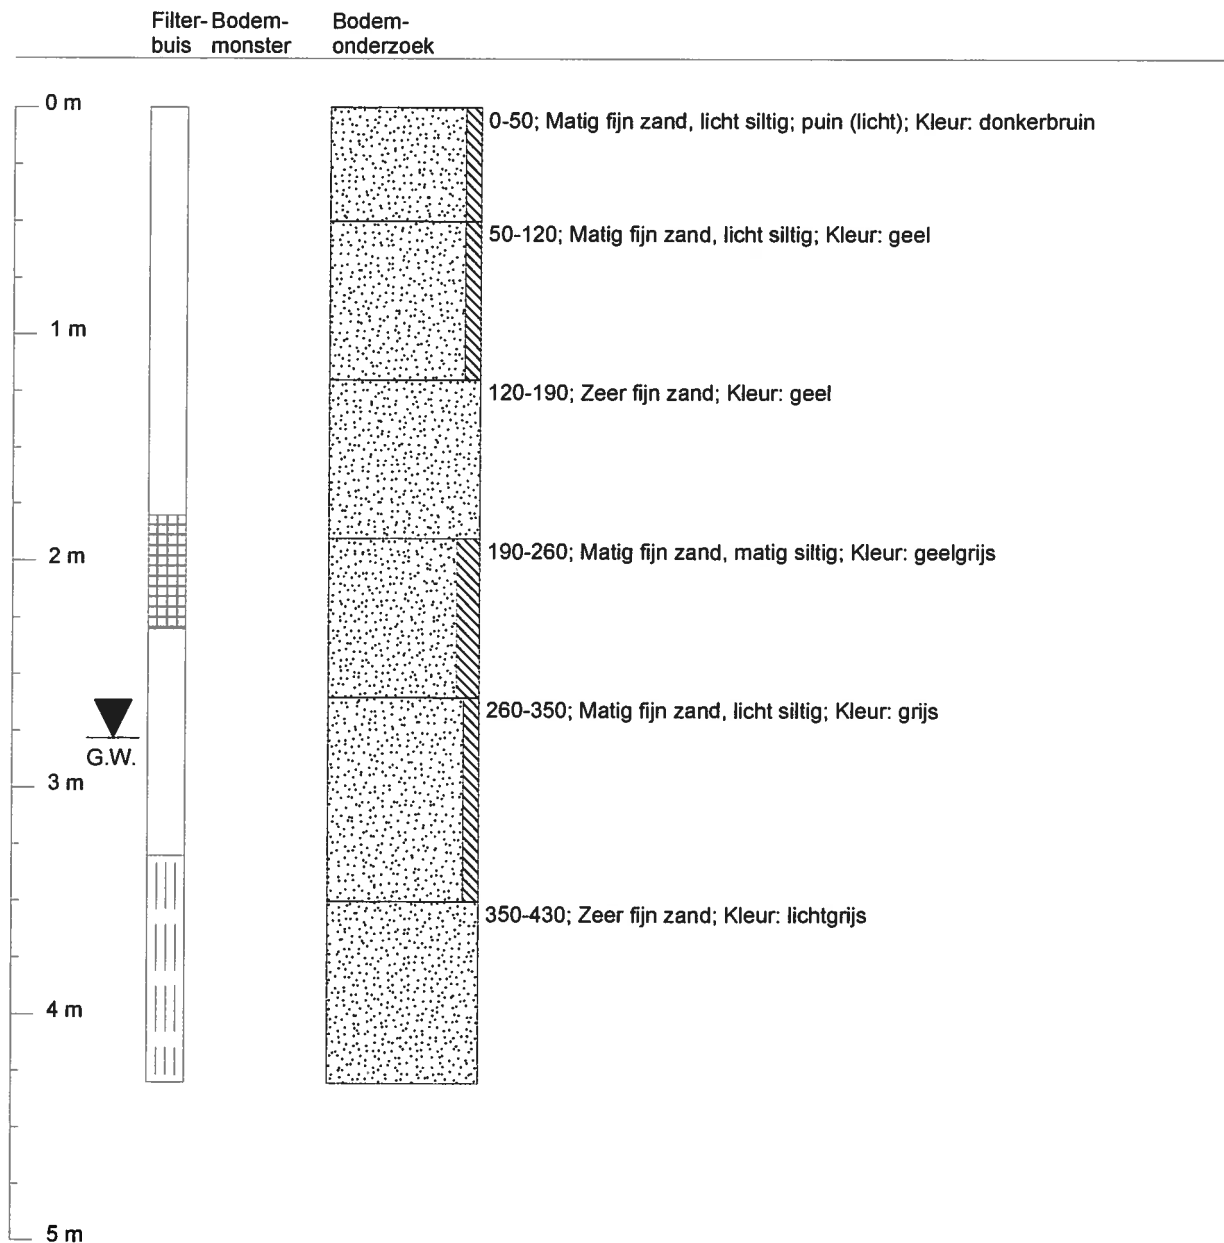 Filter- Bodem- Bodem-
buis monster onderzoek
0 m
0-50; Matig fijn zand, licht siltig; puin (licht); Kleur: donkerbruin
50-120; Matig fijn zand, licht siltig; Kleur: geel
1 m
120-190; Zeer fijn zand; Kleur: geel
190-260; Matig fijn zand, matig siltig; Kleur: geelgrijs
2 m
260-350; Matig fijn zand, licht siltig; Kleur: grijs
G.W.
3 m
350-430; Zeer fijn zand; Kleur: lichtgrijs
4 m
5 m